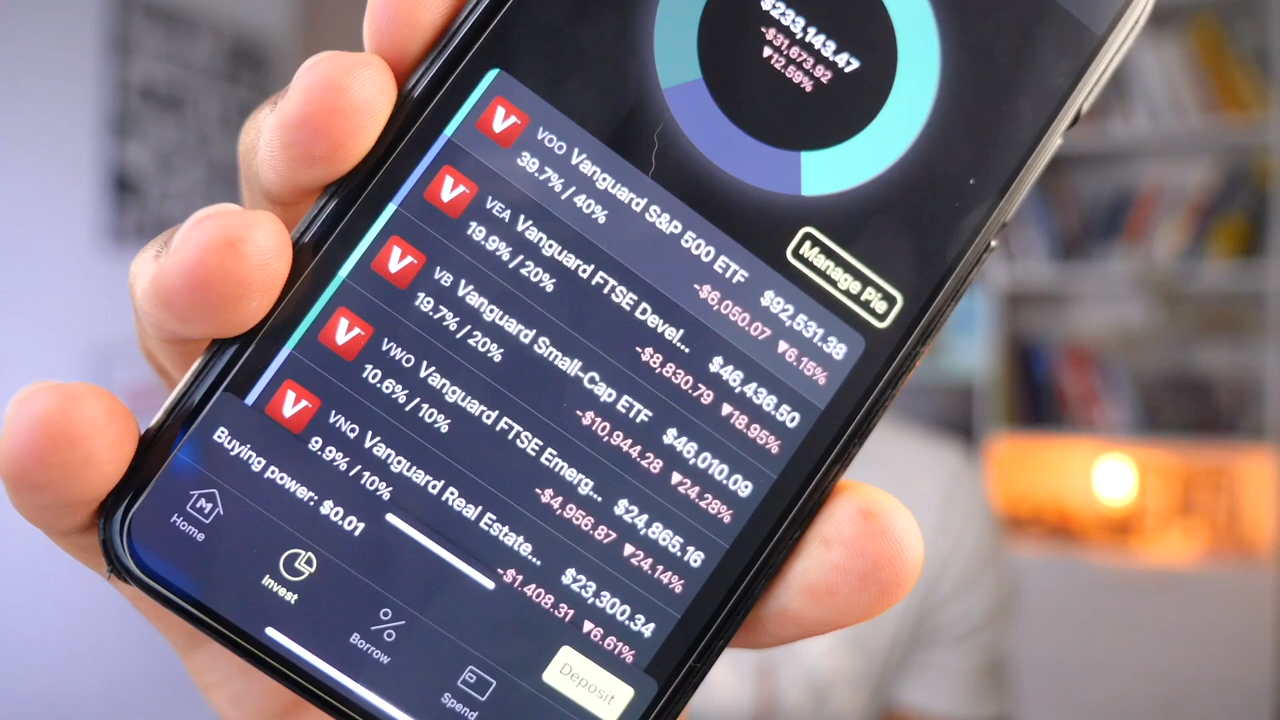 $233,143.47
-$31,673.92
▼12.59%
Manage Pie
VOO Vanguard S&P 500 ETF $92,531.38
39.7% / 40% -$6,050.07 ▼6.15%
VEA Vanguard FTSE Devel... $46,436.50
19.9% / 20% -$8,830.79 ▼18.95%
VB Vanguard Small-Cap ETF $46,010.09
19.7% / 20% -$10,944.28 ▼24.28%
VWO Vanguard FTSE Emerg... $24,865.16
10.6% / 10% -$4,956.87 ▼24.14%
VNQ Vanguard Real Estate... $23,300.34
9.9% / 10% -$1,408.31 ▼6.61%
Buying power: $0.01
Deposit
Home
Invest
Borrow
Spend